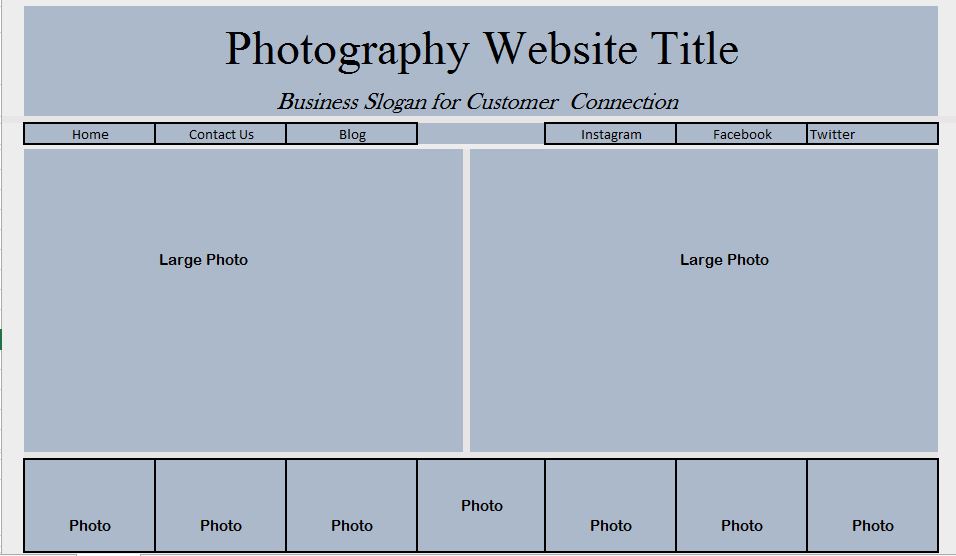 Photography Website Title
Business Slogan for Customer  Connection
Home Contact Us Blog Instagram Facebook Twitter
Large Photo Large Photo
Photo Photo Photo Photo Photo Photo Photo